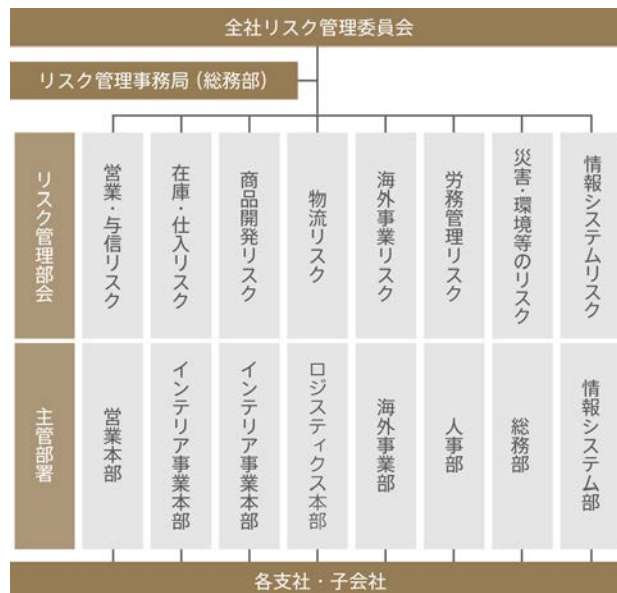 全社リスク管理委員会
リスク管理事務局（総務部）
リスク管理部会
営業・与信リスク
在庫・仕入リスク
商品開発リスク
物流リスク
海外事業リスク
労務管理リスク
災害・環境等のリスク
情報システムリスク
主管部署
営業本部
インテリア事業本部
インテリア事業本部
ロジスティクス本部
海外事業部
人事部
総務部
情報システム部
各支社・子会社